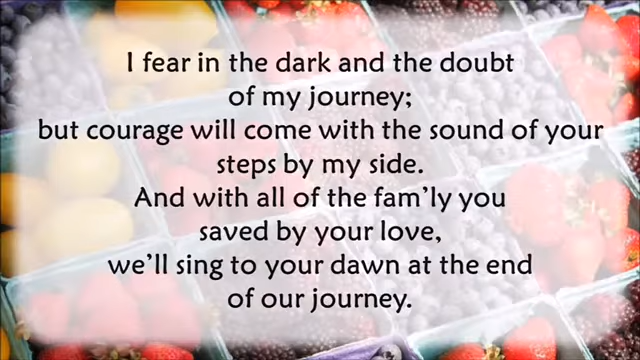 I fear in the dark and the doubt
of my journey;
but courage will come with the sound of your
steps by my side.
And with all of the fam'ly you
saved by your love,
we'll sing to your dawn at the end
of our journey.